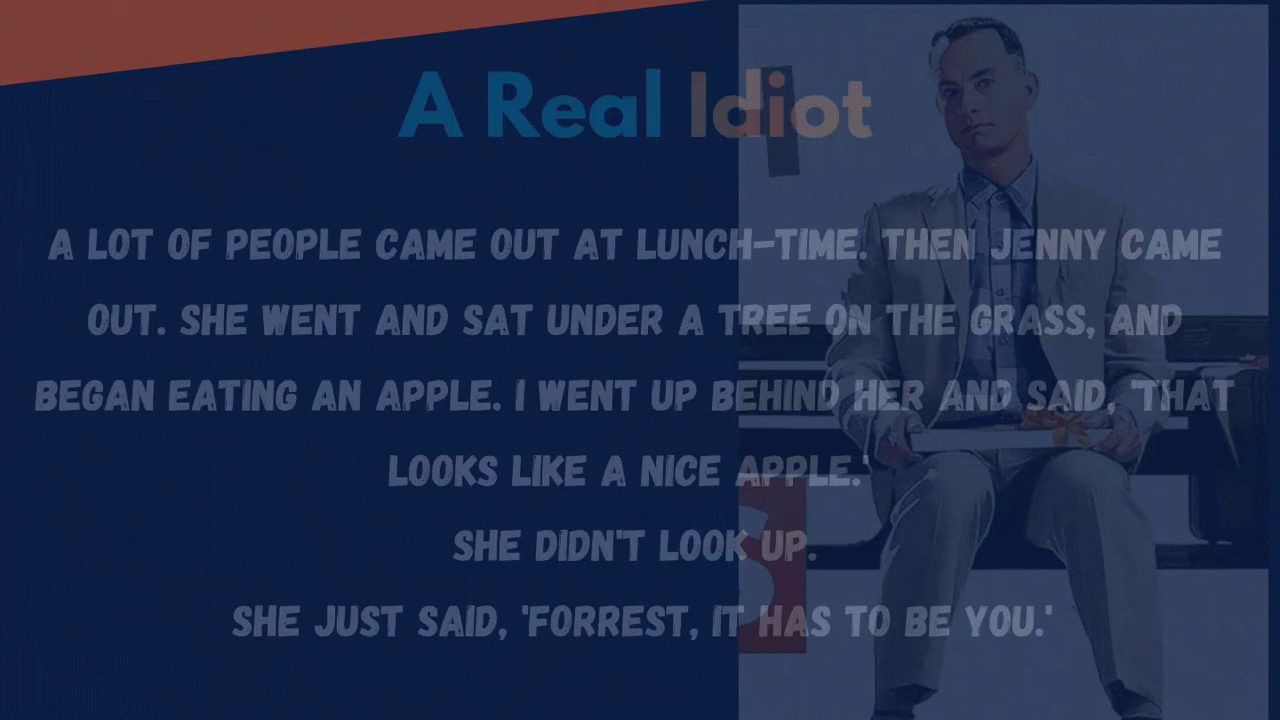 A Real Idiot
A LOT OF PEOPLE CAME OUT AT LUNCH-TIME. THEN JENNY CAME
OUT. SHE WENT AND SAT UNDER A TREE ON THE GRASS, AND
BEGAN EATING AN APPLE. I WENT UP BEHIND HER AND SAID, 'THAT
LOOKS LIKE A NICE APPLE.'
SHE DIDN'T LOOK UP.
SHE JUST SAID, 'FORREST, IT HAS TO BE YOU.'